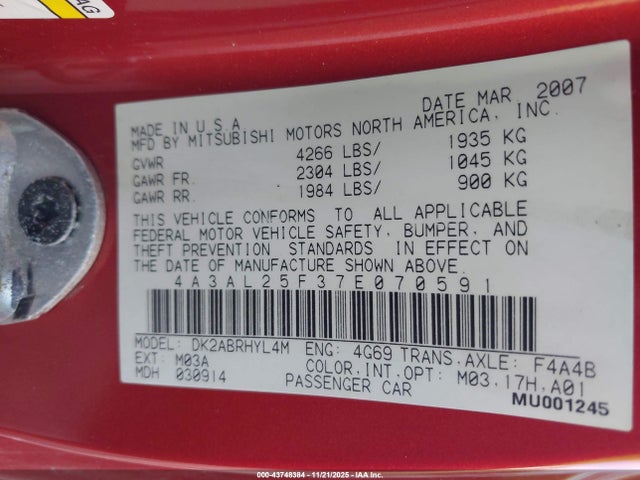 AG
DATE MAR 2007
MADE IN U.S.A
MFD BY MITSUBISHI MOTORS NORTH AMERICA, INC.
GVWR 4266 LBS/ 1935 KG
GAWR FR. 2304 LBS/ 1045 KG
GAWR RR. 1984 LBS/ 900 KG
THIS VEHICLE CONFORMS TO ALL APPLICABLE
FEDERAL MOTOR VEHICLE SAFETY, BUMPER, AND
THEFT PREVENTION STANDARDS IN EFFECT ON
THE DATE OF MANUFACTURE SHOWN ABOVE.
4A3AL25F37E070591
MODEL: DK2ABRHYL4M ENG: 4G69 TRANS. AXLE: F4A4B
EXT: M03A COLOR.INT.OPT: M03.17H.A01
MDH 030914 PASSENGER CAR
MU001245
000-43748384 - 11/21/2025 - IAA Inc.